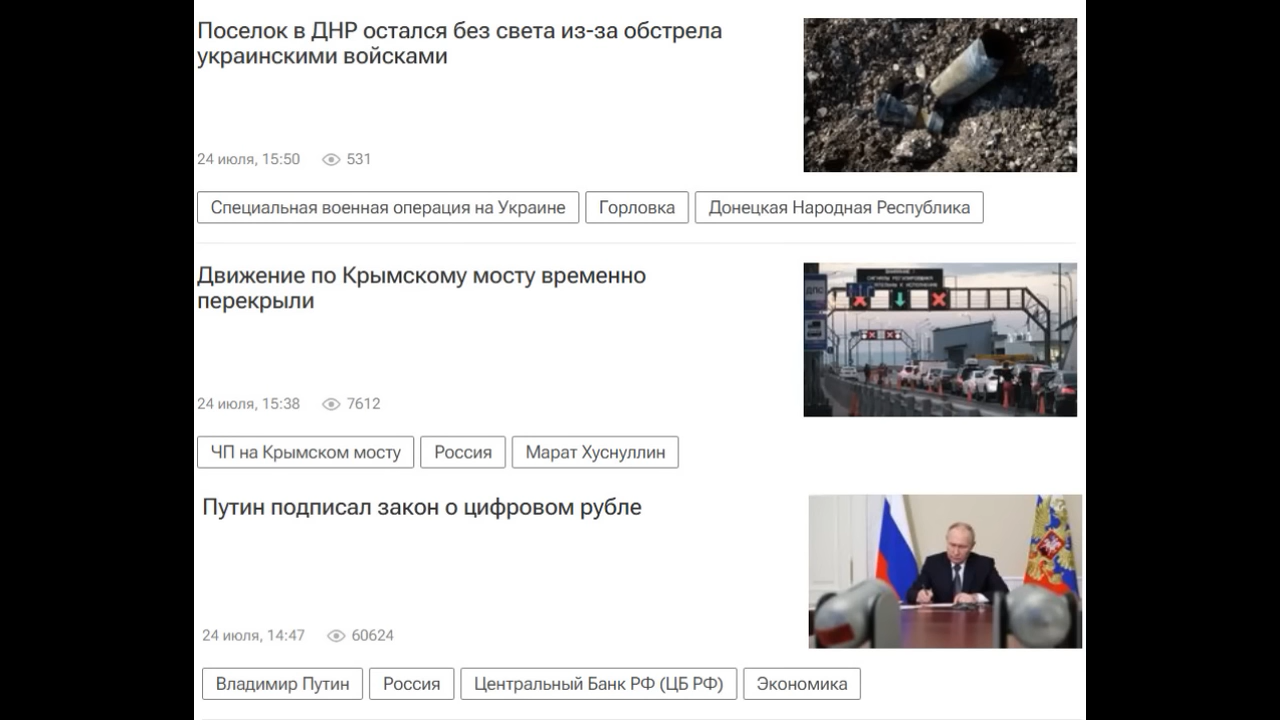 Поселок в ДНР остался без света из-за обстрела
украинскими войсками
24 июля, 15:50 531
Специальная военная операция на Украине Горловка Донецкая Народная Республика
Движение по Крымскому мосту временно
перекрыли
ДПС
24 июля, 15:38 7612
ЧП на Крымском мосту Россия Марат Хуснуллин
Путин подписал закон о цифровом рубле
24 июля, 14:47 60624
Владимир Путин Россия Центральный Банк РФ (ЦБ РФ) Экономика